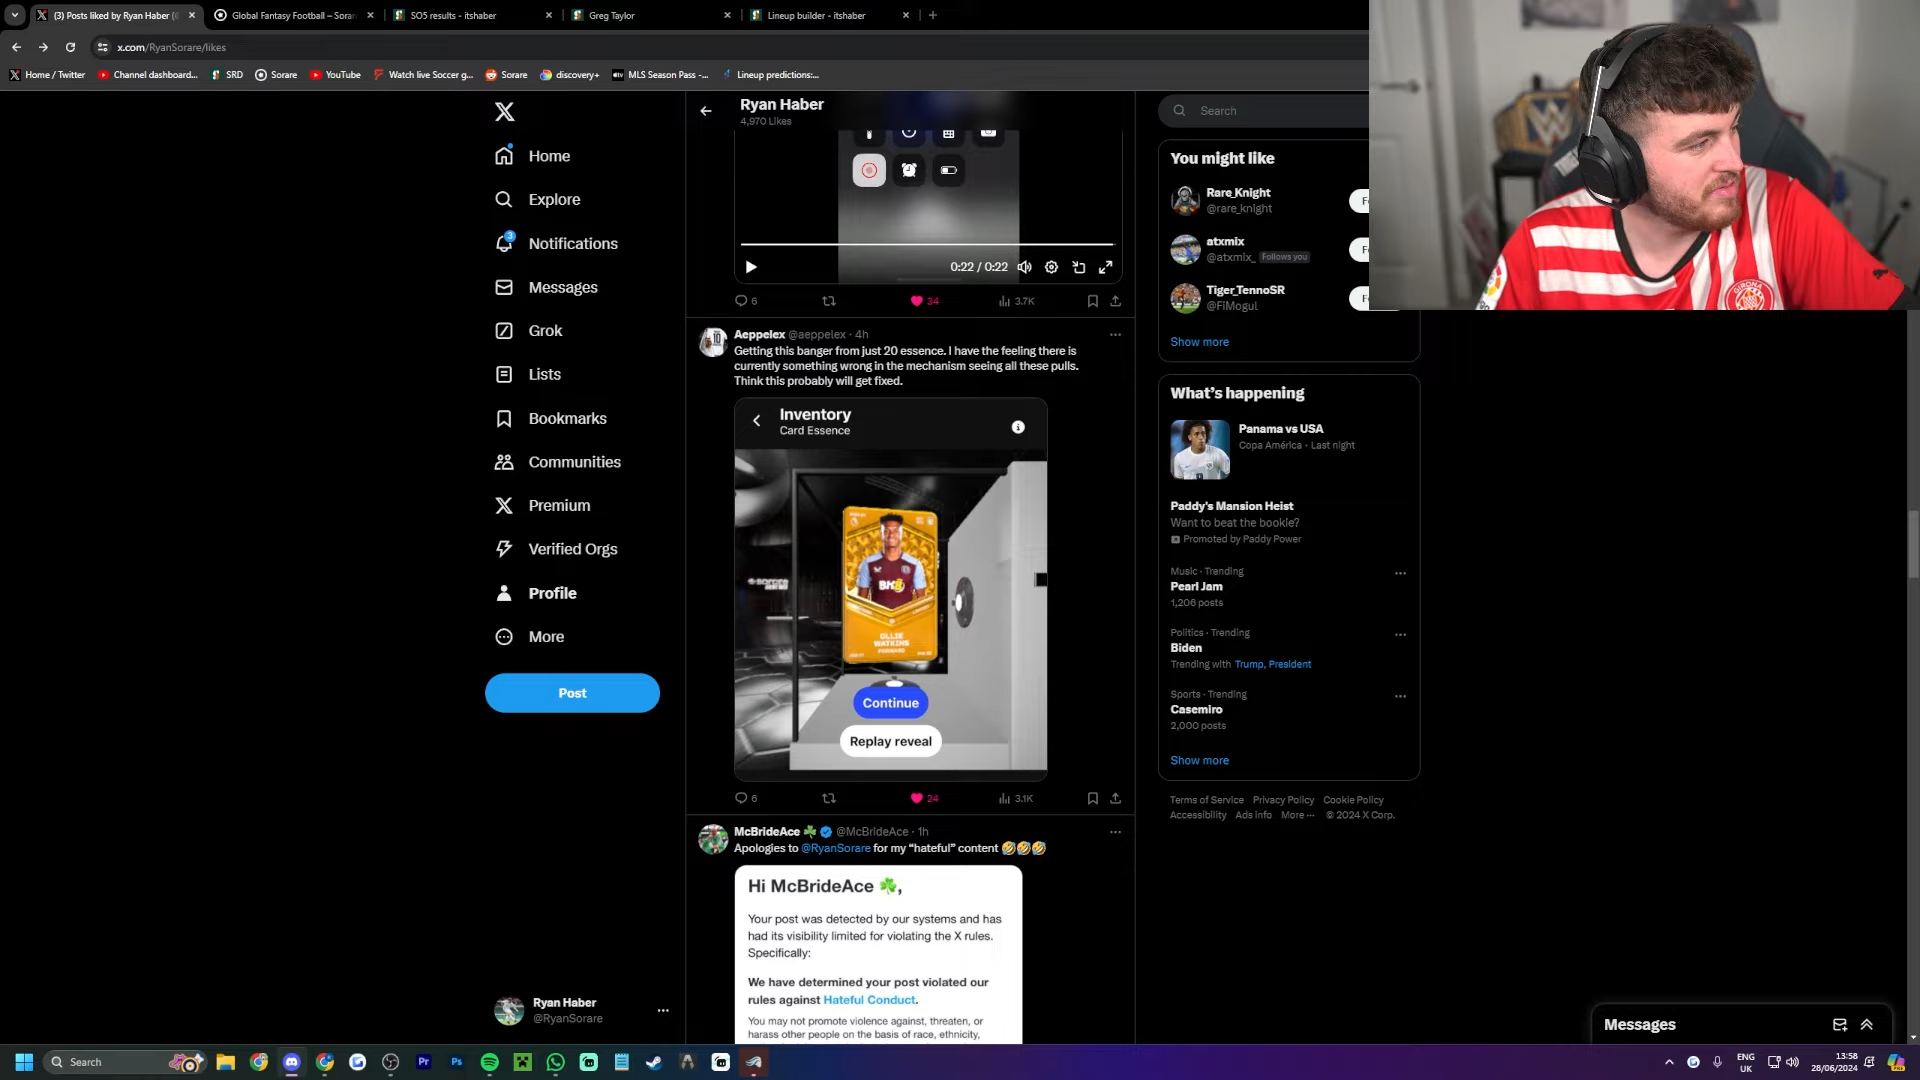 (3) Posts liked by Ryan Haber (
Global Fantasy Football – Sorar
SO5 results - itshaber
Greg Taylor
Lineup builder - itshaber
x.com/RyanSorare/likes
Home / Twitter
Channel dashboard...
SRD
Sorare
YouTube
Watch live Soccer g...
Sorare
discovery+
MLS Season Pass -...
Lineup predictions:...
Home
Explore
3
Notifications
Messages
Grok
Lists
Bookmarks
Communities
Premium
Verified Orgs
Profile
More
Post
Ryan Haber
@RyanSorare
Ryan Haber
4,970 Likes
0:22 / 0:22
6
34
3.7K
Aeppelex @aeppelex · 4h
Getting this banger from just 20 essence. I have the feeling there is
currently something wrong in the mechanism seeing all these pulls.
Think this probably will get fixed.
Inventory
Card Essence
OLLIE
WATKINS
FORWARD
Continue
Replay reveal
6
24
3.1K
McBrideAce ☘️ @McBrideAce · 1h
Apologies to @RyanSorare for my “hateful” content 🤣🤣🤣
Hi McBrideAce ☘️,
Your post was detected by our systems and has
had its visibility limited for violating the X rules.
Specifically:
We have determined your post violated our
rules against Hateful Conduct.
You may not promote violence against, threaten, or
harass other people on the basis of race, ethnicity,
Search
You might like
Rare_Knight
@rare_knight
atxmix
@atxmix_ Follows you
Tiger_TennoSR
@FiMogul
Show more
What’s happening
Panama vs USA
Copa América · Last night
Paddy's Mansion Heist
Want to beat the bookie?
Promoted by Paddy Power
Music · Trending
Pearl Jam
1,206 posts
Politics · Trending
Biden
Trending with Trump, President
Sports · Trending
Casemiro
2,000 posts
Show more
Terms of Service Privacy Policy Cookie Policy
Accessibility Ads info More ··· © 2024 X Corp.
GIRONA
Messages
Search
ENG
UK
13:58
28/06/2024